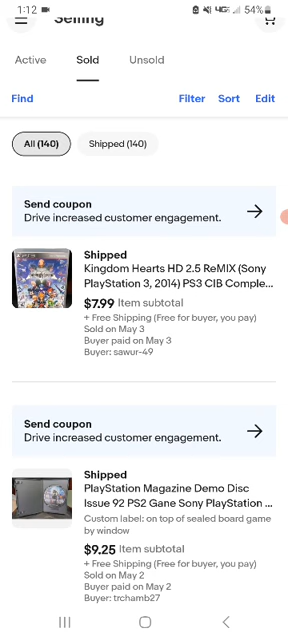 1:12
54%
Selling
Active Sold Unsold
Find Filter Sort Edit
All (140) Shipped (140)
Send coupon
Drive increased customer engagement.
Shipped
Kingdom Hearts HD 2.5 ReMIX (Sony
PlayStation 3, 2014) PS3 CIB Comple...
$7.99 Item subtotal
+ Free Shipping (Free for buyer, you pay)
Sold on May 3
Buyer paid on May 3
Buyer: sawur-49
Send coupon
Drive increased customer engagement.
Shipped
PlayStation Magazine Demo Disc
Issue 92 PS2 Gane Sony PlayStation ...
Custom label: on top of sealed board game
by window
$9.25 Item subtotal
+ Free Shipping (Free for buyer, you pay)
Sold on May 2
Buyer paid on May 2
Buyer: trchamb27